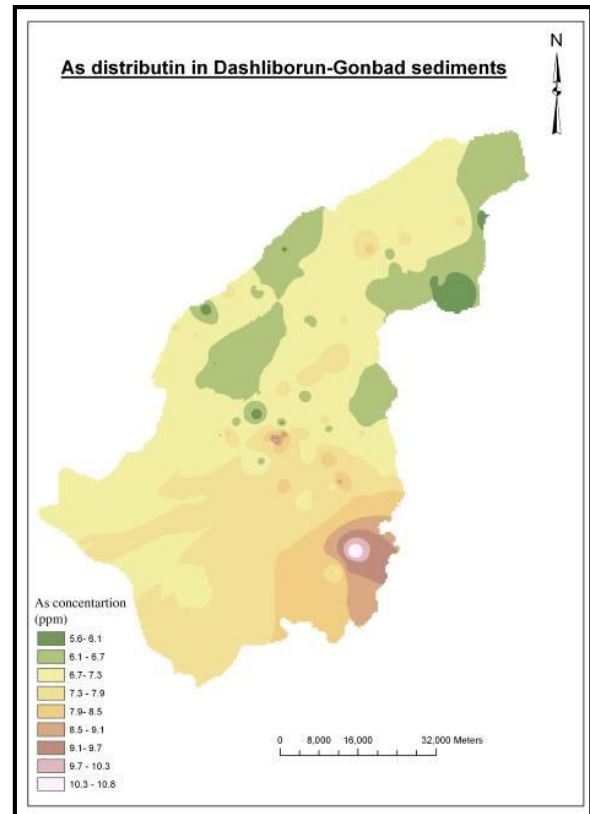 N
As distributin in Dashliborun-Gonbad sediments
As concentartion
(ppm)
5.6- 6.1
6.1 - 6.7
6.7- 7.3
7.3 - 7.9
7.9- 8.5
8.5 - 9.1
9.1- 9.7
9.7 - 10.3
10.3 - 10.8
0 8,000 16,000 32,000 Meters